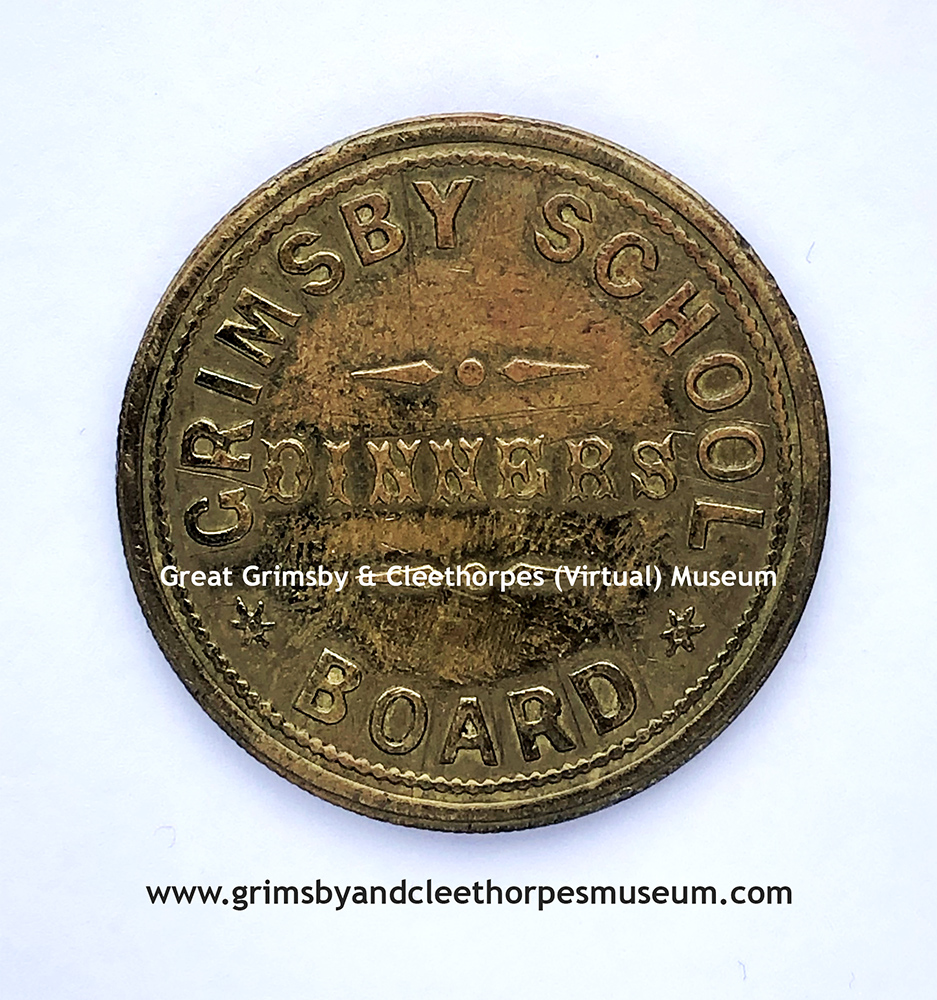 GRIMSBY SCHOOL
DINNERS
Great Grimsby & Cleethorpes (Virtual) Museum
BOARD
www.grimsbyandcleethorpesmuseum.com